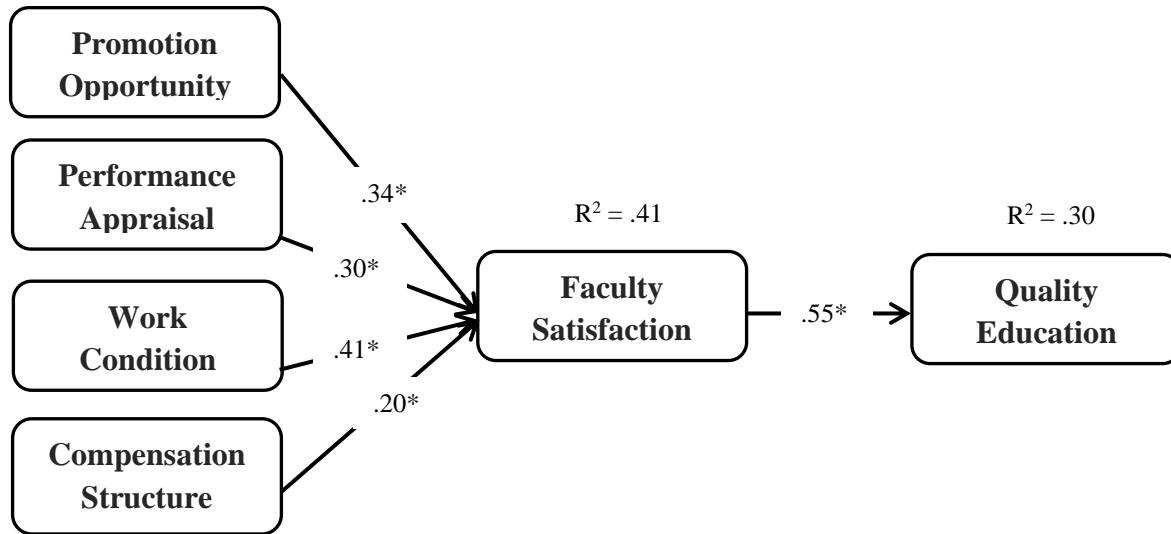 Promotion
Opportunity
Performance
Appraisal
Work
Condition
Compensation
Structure
.34*
.30*
.41*
.20*
R² = .41
Faculty
Satisfaction
.55*
R² = .30
Quality
Education